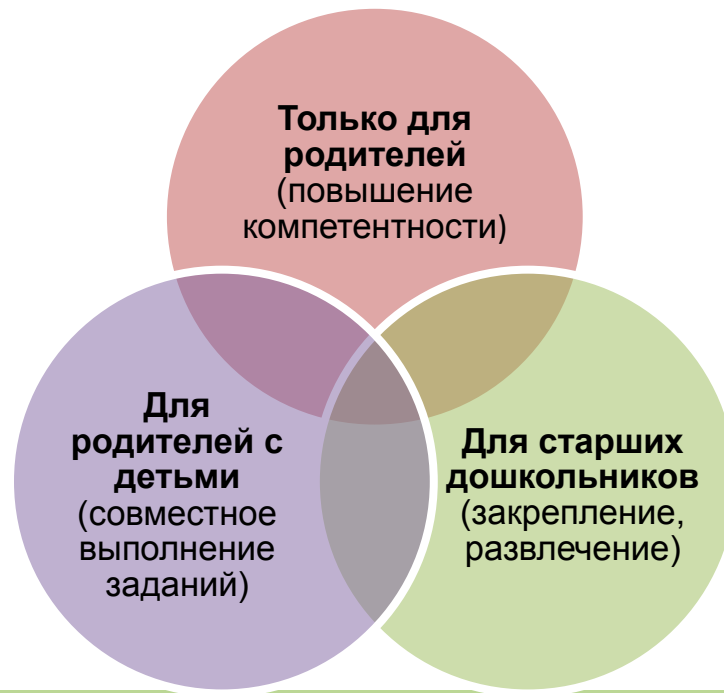 Только для
родителей
(повышение
компетентности)
Для
родителей с
детьми
(совместное
выполнение
заданий)
Для старших
дошкольников
(закрепление,
развлечение)